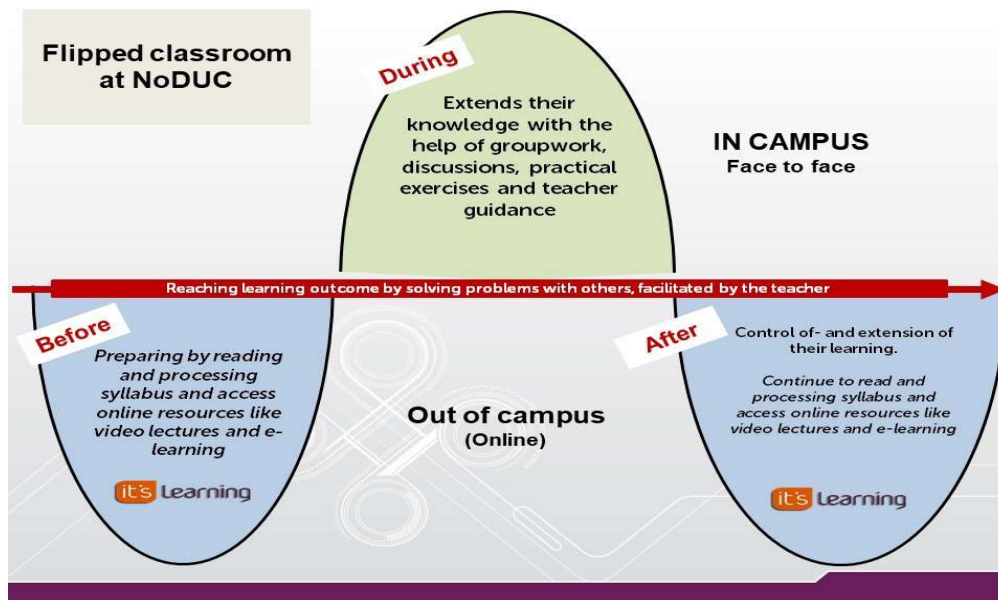 Flipped classroom
at NoDUC
During
Extends their
knowledge with the
help of groupwork,
discussions, practical
exercises and teacher
guidance
IN CAMPUS
Face to face
Reaching learning outcome by solving problems with others, facilitated by the teacher
Before
Preparing by reading
and processing
syllabus and access
online resources like
video lectures and e-
learning
it's Learning
Out of campus
(Online)
After
Control of- and extension of
their learning.
Continue to read and
processing syllabus and
access online resources like
video lectures and e-learning
it's Learning